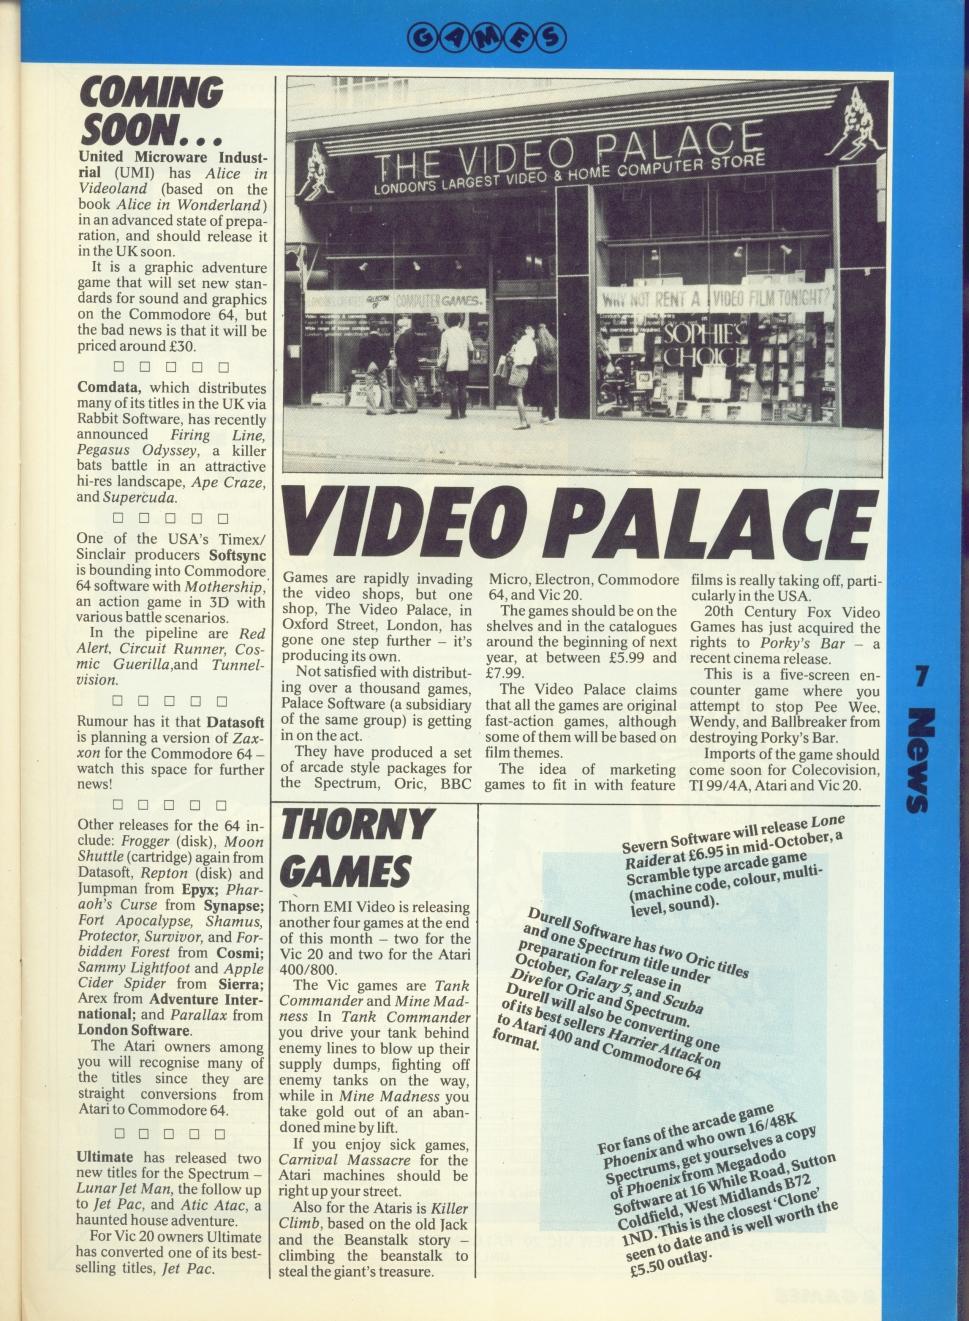 GAMES
COMING
SOON...
United Microware Indust-
rial (UMI) has Alice in
Videoland (based on the
book Alice in Wonderland)
in an advanced state of prepa-
ration, and should release it
in the UK soon.
It is a graphic adventure
game that will set new stan-
dards for sound and graphics
on the Commodore 64, but
the bad news is that it will be
priced around £30.
Comdata, which distributes
many of its titles in the UK via
Rabbit Software, has recently
announced Firing Line,
Pegasus Odyssey, a killer
bats battle in an attractive
hi-res landscape, Ape Craze,
and Supercuda.
One of the USA's Timex/
Sinclair producers Softsync
is bounding into Commodore
64 software with Mothership,
an action game in 3D with
various battle scenarios.
In the pipeline are Red
Alert, Circuit Runner, Cos-
mic Guerilla,and Tunnel-
vision.
Rumour has it that Datasoft
is planning a version of Zax-
xon for the Commodore 64 –
watch this space for further
news!
Other releases for the 64 in-
clude: Frogger (disk), Moon
Shuttle (cartridge) again from
Datasoft, Repton (disk) and
Jumpman from Epyx; Phar-
aoh's Curse from Synapse;
Fort Apocalypse, Shamus,
Protector, Survivor, and For-
bidden Forest from Cosmi;
Sammy Lightfoot and Apple
Cider Spider from Sierra;
Arex from Adventure Inter-
national; and Parallax from
London Software.
The Atari owners among
you will recognise many of
the titles since they are
straight conversions from
Atari to Commodore 64.
Ultimate has released two
new titles for the Spectrum –
Lunar Jet Man, the follow up
to Jet Pac, and Atic Atac, a
haunted house adventure.
For Vic 20 owners Ultimate
has converted one of its best-
selling titles, Jet Pac.
THE VIDEO PALACE
LONDON'S LARGEST VIDEO & HOME COMPUTER STORE
SELECTION
OF
COMPUTER GAMES.
WHY NOT RENT A VIDEO FILM TONIGHT?
SOPHIE'S
CHOICE
VIDEO PALACE
Games are rapidly invading
the video shops, but one
shop, The Video Palace, in
Oxford Street, London, has
gone one step further – it's
producing its own.
Not satisfied with distribut-
ing over a thousand games,
Palace Software (a subsidiary
of the same group) is getting
in on the act.
They have produced a set
of arcade style packages for
the Spectrum, Oric, BBC
Micro, Electron, Commodore
64, and Vic 20.
The games should be on the
shelves and in the catalogues
around the beginning of next
year, at between £5.99 and
£7.99.
The Video Palace claims
that all the games are original
fast-action games, although
some of them will be based on
film themes.
The idea of marketing
games to fit in with feature
films is really taking off, parti-
cularly in the USA.
20th Century Fox Video
Games has just acquired the
rights to Porky's Bar – a
recent cinema release.
This is a five-screen en-
counter game where you
attempt to stop Pee Wee,
Wendy, and Ballbreaker from
destroying Porky's Bar.
Imports of the game should
come soon for Colecovision,
TI 99/4A, Atari and Vic 20.
THORNY
GAMES
Thorn EMI Video is releasing
another four games at the end
of this month – two for the
Vic 20 and two for the Atari
400/800.
The Vic games are Tank
Commander and Mine Mad-
ness In Tank Commander
you drive your tank behind
enemy lines to blow up their
supply dumps, fighting off
enemy tanks on the way,
while in Mine Madness you
take gold out of an aban-
doned mine by lift.
If you enjoy sick games,
Carnival Massacre for the
Atari machines should be
right up your street.
Also for the Ataris is Killer
Climb, based on the old Jack
and the Beanstalk story –
climbing the beanstalk to
steal the giant's treasure.
Severn Software will release Lone
Raider at £6.95 in mid-October, a
Scramble type arcade game
(machine code, colour, multi-
level, sound).
Durell Software has two Oric titles
and one Spectrum title under
preparation for release in
October, Galary 5, and Scuba
Dive for Oric and Spectrum.
Durell will also be converting one
of its best sellers Harrier Attack on
to Atari 400 and Commodore 64
format.
For fans of the arcade game
Phoenix and who own 16/48K
Spectrums, get yourselves a copy
of Phoenix from Megadodo
Software at 16 While Road, Sutton
Coldfield, West Midlands B72
1ND. This is the closest 'Clone'
seen to date and is well worth the
£5.50 outlay.
7 News